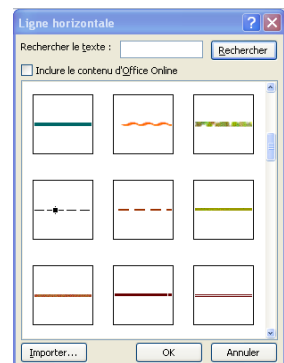 Ligne horizontale
Rechercher le texte :
Rechercher
Inclure le contenu d'Office Online
Importer...
OK
Annuler